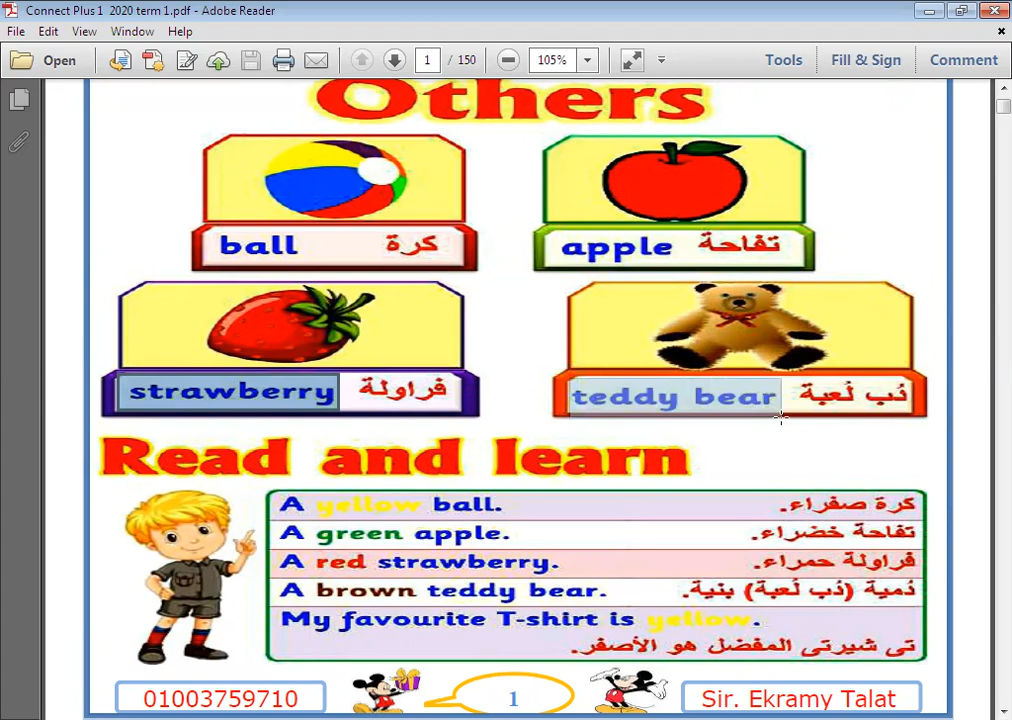 Connect Plus 1 2020 term 1.pdf - Adobe Reader
File Edit View Window Help
Open 1 / 150 105% Tools Fill & Sign Comment
Others
ball كرة
apple تفاحة
strawberry فراولة
teddy bear دُب لُعبة
Read and learn
A yellow ball. كرة صفراء.
A green apple. تفاحة خضراء.
A red strawberry. فراولة حمراء.
A brown teddy bear. دُمية (دُب لُعبة) بنية.
My favourite T-shirt is yellow.
تى شيرتى المفضل هو الأصفر.
01003759710 1 Sir. Ekramy Talat